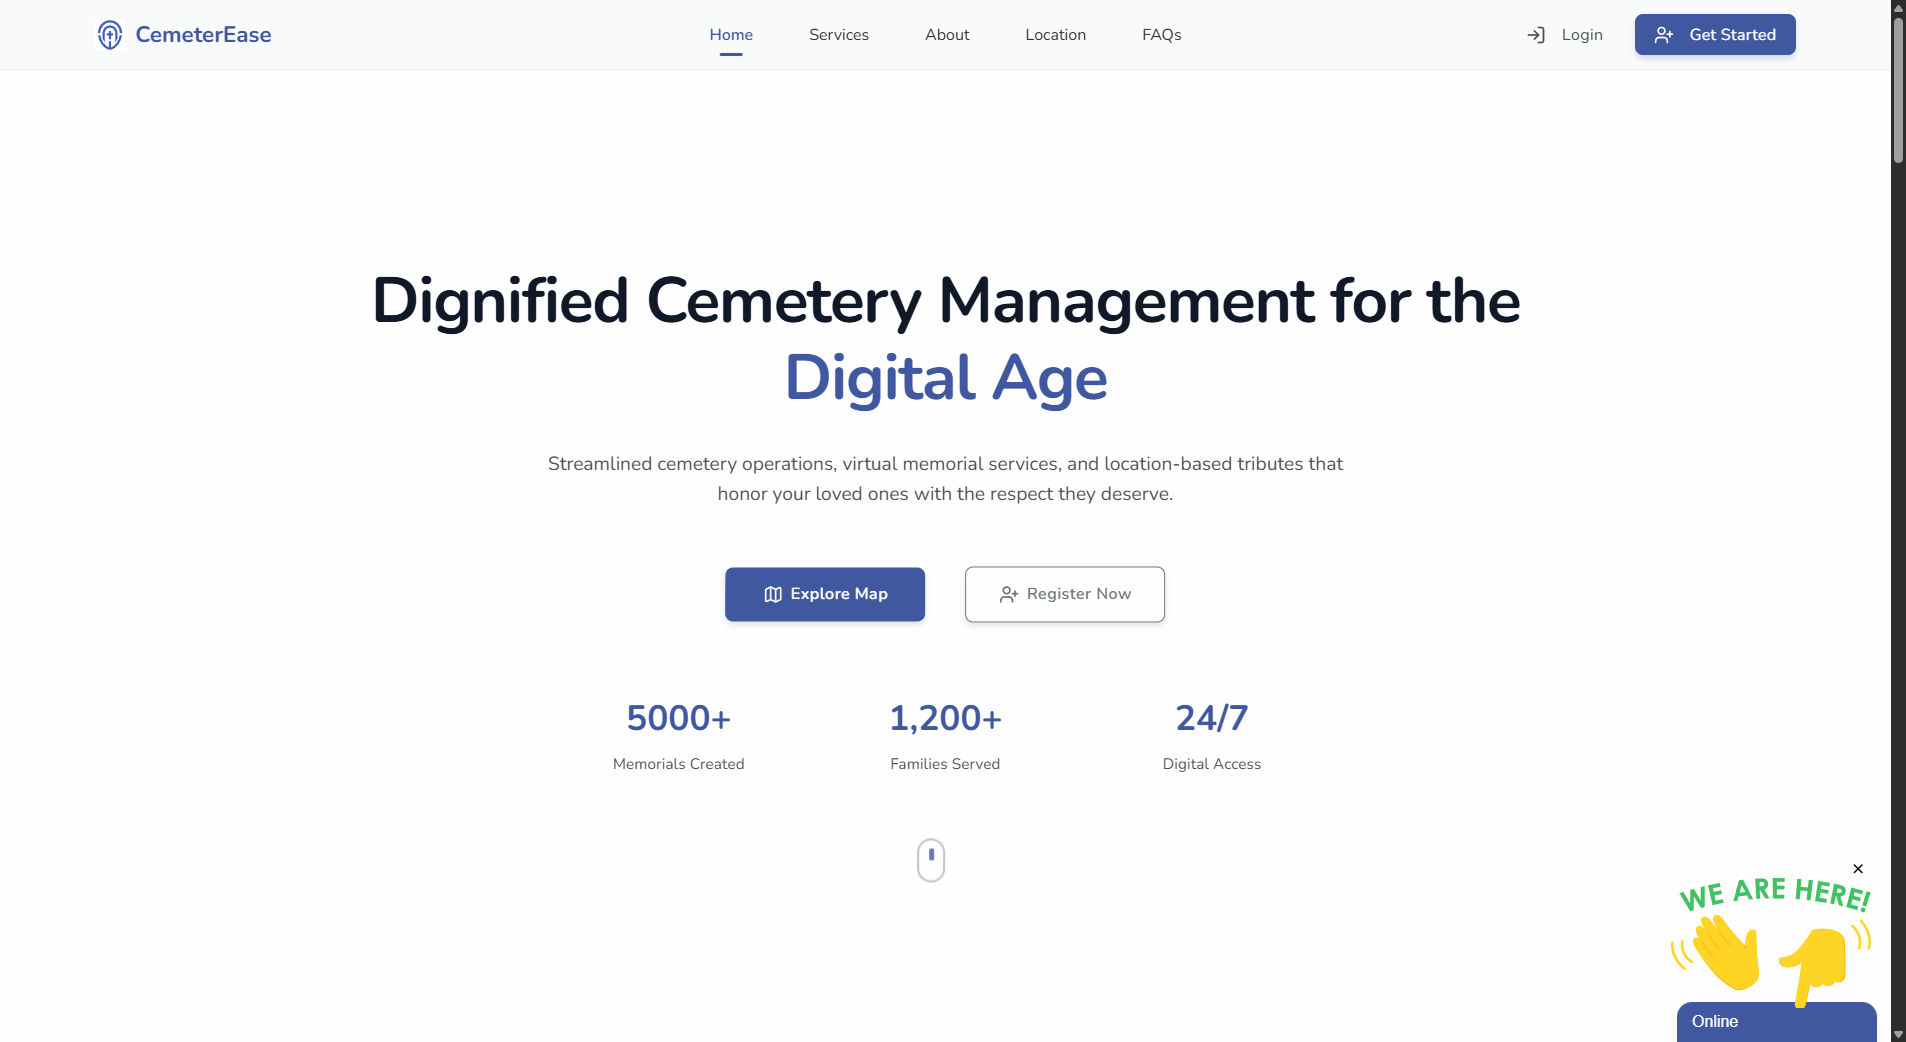 CemeterEase
Home
Services
About
Location
FAQs
Login
Get Started
Dignified Cemetery Management for the
Digital Age
Streamlined cemetery operations, virtual memorial services, and location-based tributes that
honor your loved ones with the respect they deserve.
Explore Map
Register Now
5000+
1,200+
24/7
Memorials Created
Families Served
Digital Access
WE ARE HERE!
Online